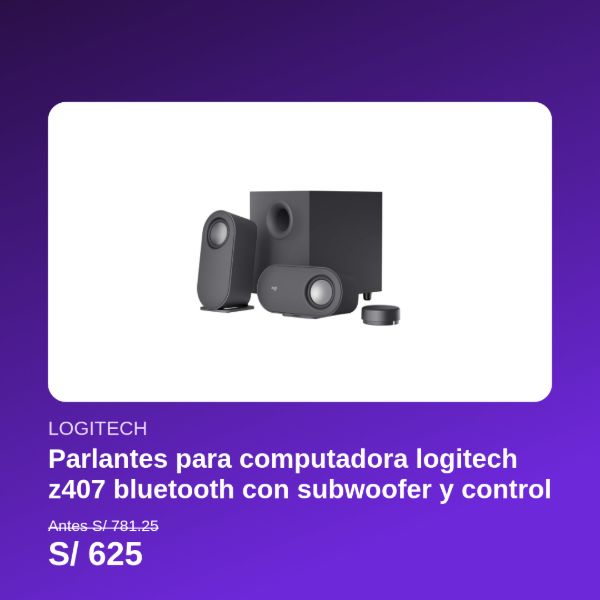 LOGITECH
Parlantes para computadora logitech
z407 bluetooth con subwoofer y control
Antes S/ 781.25
S/ 625